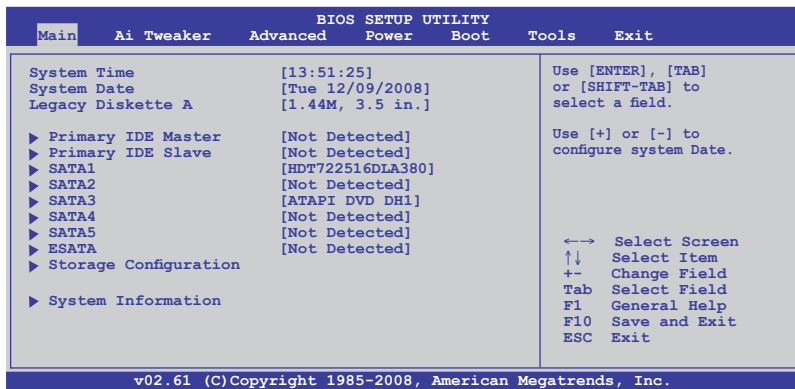 BIOS SETUP UTILITY
Main Ai Tweaker Advanced Power Boot Tools Exit
System Time [13:51:25]
System Date [Tue 12/09/2008]
Legacy Diskette A [1.44M, 3.5 in.]
▶ Primary IDE Master [Not Detected]
▶ Primary IDE Slave [Not Detected]
▶ SATA1 [HDT722516DLA380]
▶ SATA2 [Not Detected]
▶ SATA3 [ATAPI DVD DH1]
▶ SATA4 [Not Detected]
▶ SATA5 [Not Detected]
▶ ESATA [Not Detected]
▶ Storage Configuration
▶ System Information
Use [ENTER], [TAB]
or [SHIFT-TAB] to
select a field.
Use [+] or [-] to
configure system Date.
←→ Select Screen
↑↓ Select Item
+- Change Field
Tab Select Field
F1 General Help
F10 Save and Exit
ESC Exit
v02.61 (C)Copyright 1985-2008, American Megatrends, Inc.